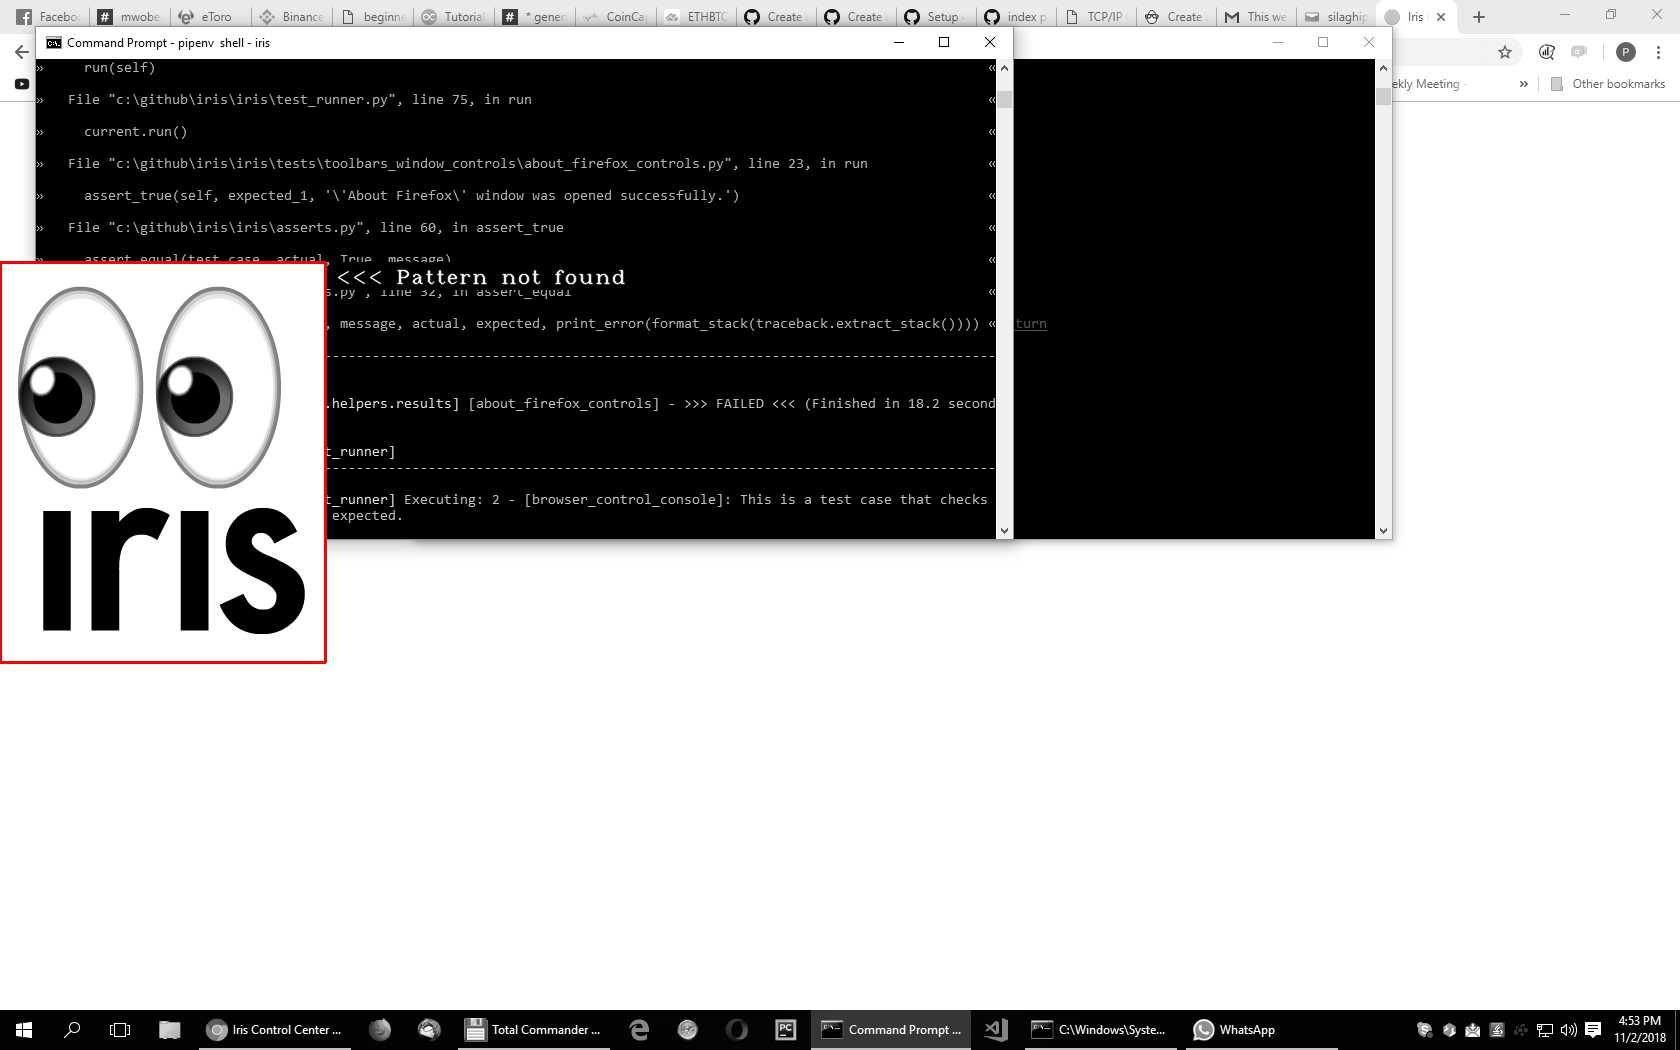 Facebo
mwobe
eToro
Binance
beginne
Tutorial
* gener
CoinCap
ETHBTC
Create
Create
Setup
index p
TCP/IP
Create
This we
silaghip
Iris
Command Prompt - pipenv  shell - iris
P
ekly Meeting
»
Other bookmarks
»     run(self) «
»   File "c:\github\iris\iris\test_runner.py", line 75, in run «
»     current.run() «
»   File "c:\github\iris\iris\tests\toolbars_window_controls\about_firefox_controls.py", line 23, in run «
»     assert_true(self, expected_1, '\'About Firefox\' window was opened successfully.') «
»   File "c:\github\iris\iris\asserts.py", line 60, in assert_true «
»     assert_equal(test_case, actual, True, message) «
<<< Pattern not found
s.py", line 32, in assert_equal «
, message, actual, expected, print_error(format_stack(traceback.extract_stack()))) «
turn
.helpers.results] [about_firefox_controls] - >>> FAILED <<< (Finished in 18.2 second
t_runner]
t_runner] Executing: 2 - [browser_control_console]: This is a test case that checks
expected.
iris
Iris Control Center ...
Total Commander ...
PC
Command Prompt ...
C:\Windows\Syste...
WhatsApp
4:53 PM
11/2/2018